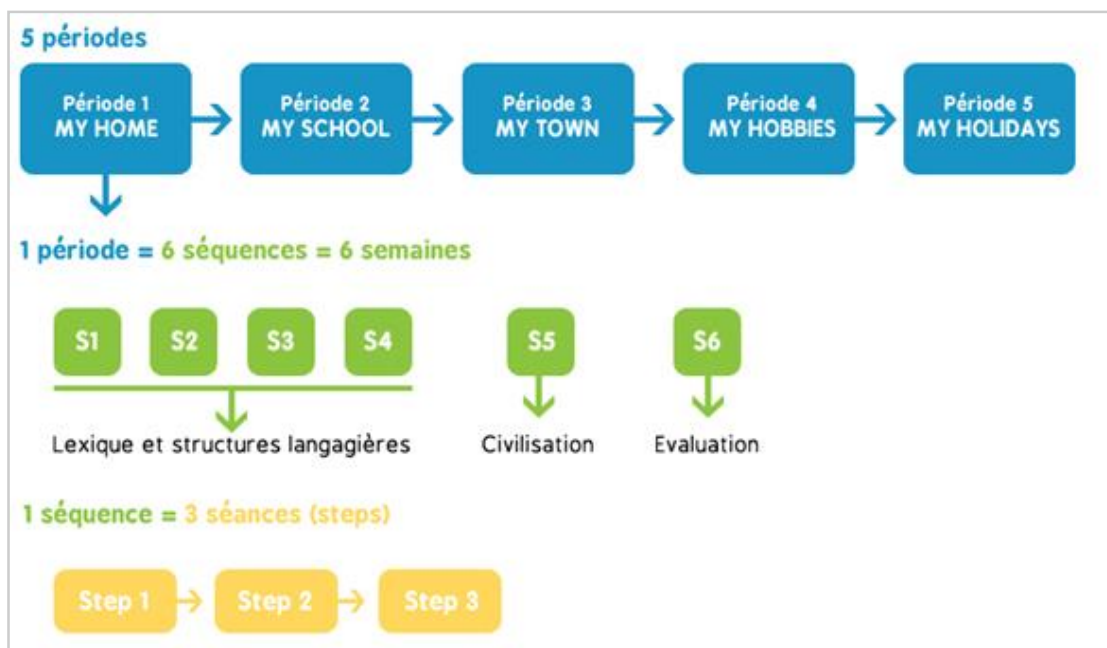 5 périodes
Période 1
MY HOME
Période 2
MY SCHOOL
Période 3
MY TOWN
Période 4
MY HOBBIES
Période 5
MY HOLIDAYS
1 période = 6 séquences = 6 semaines
S1
S2
S3
S4
S5
S6
Lexique et structures langagières
Civilisation
Evaluation
1 séquence = 3 séances (steps)
Step 1
Step 2
Step 3